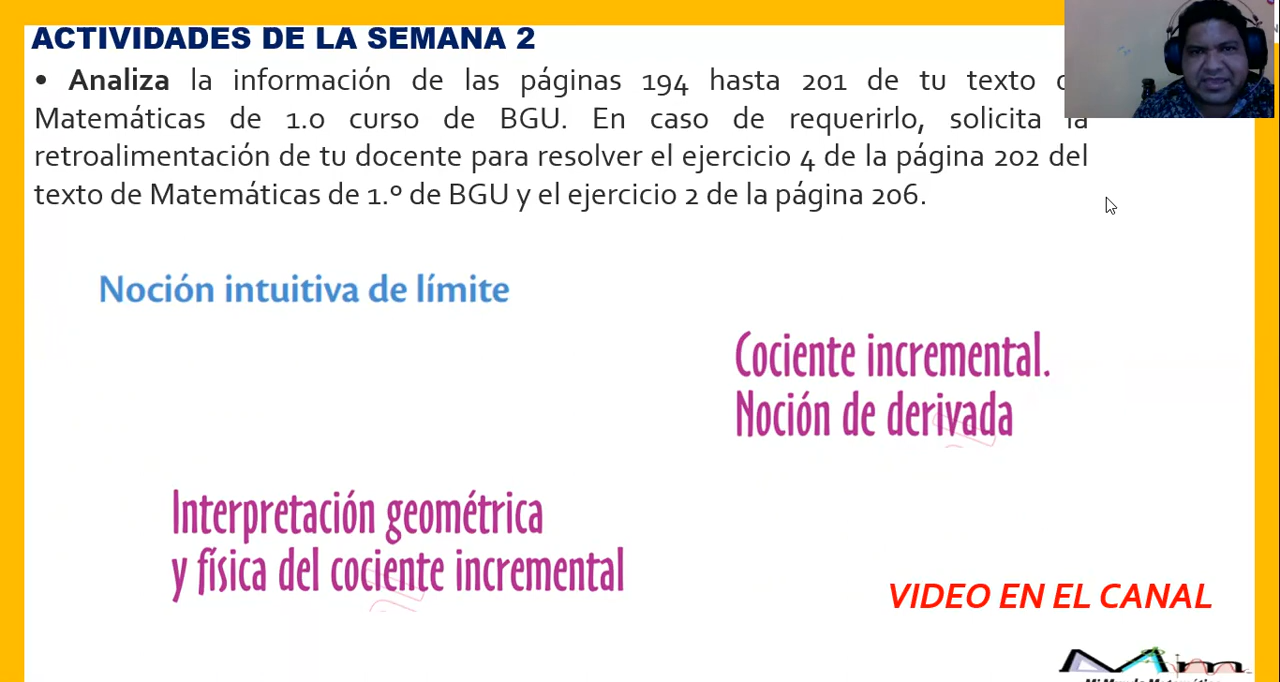 ACTIVIDADES DE LA SEMANA 2
• Analiza la información de las páginas 194 hasta 201 de tu texto
Matemáticas de 1.0 curso de BGU. En caso de requerirlo, solicita la
retroalimentación de tu docente para resolver el ejercicio 4 de la página 202 del
texto de Matemáticas de 1.º de BGU y el ejercicio 2 de la página 206.
Noción intuitiva de límite
Cociente incremental.
Noción de derivada
Interpretación geométrica
y física del cociente incremental
VIDEO EN EL CANAL